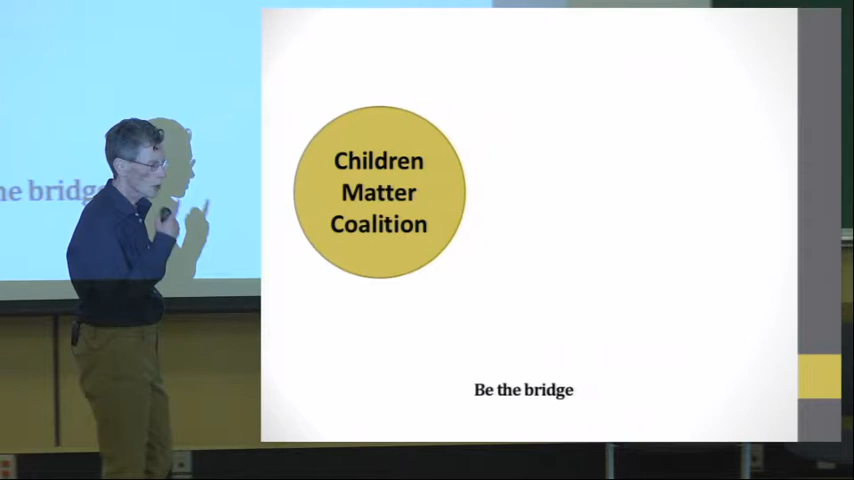 Children
Matter
Coalition
Be the bridge
he bridge